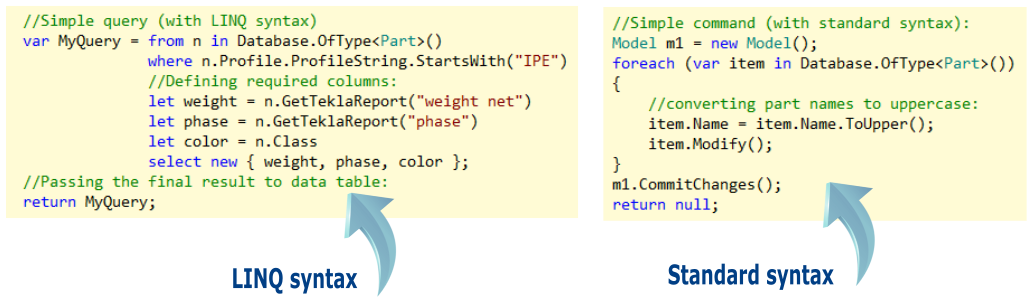 //Simple query (with LINQ syntax)
var MyQuery = from n in Database.OfType<Part>()
where n.Profile.ProfileString.StartsWith("IPE")
//Defining required columns:
let weight = n.GetTeklaReport("weight net")
let phase = n.GetTeklaReport("phase")
let color = n.Class
select new { weight, phase, color };
//Passing the final result to data table:
return MyQuery;
LINQ syntax
//Simple command (with standard syntax):
Model m1 = new Model();
foreach (var item in Database.OfType<Part>())
{
//converting part names to uppercase:
item.Name = item.Name.ToUpper();
item.Modify();
}
m1.CommitChanges();
return null;
Standard syntax